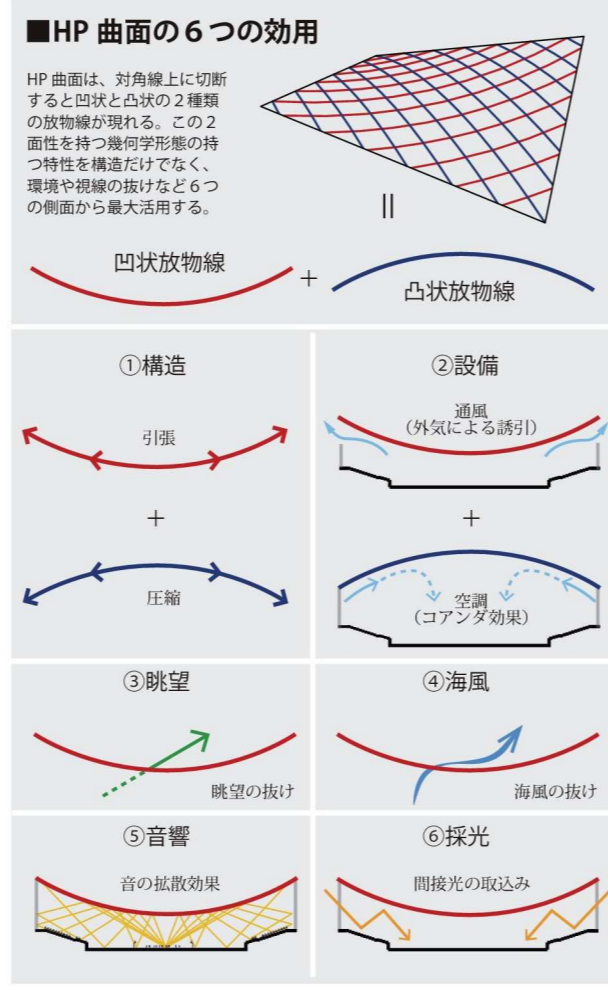 ■HP 曲面の6つの効用
HP 曲面は、対角線上に切断
すると凹状と凸状の2種類
の放物線が現れる。この2
面性を持つ幾何学形態の持
つ特性を構造だけでなく、
環境や視線の抜けなど6つ
の側面から最大活用する。
=
凹状放物線
+
凸状放物線
①構造
引張
+
圧縮
②設備
通風
(外気による誘引)
+
空調
(コアンダ効果)
③眺望
眺望の抜け
④海風
海風の抜け
⑤音響
音の拡散効果
⑥採光
間接光の取込み